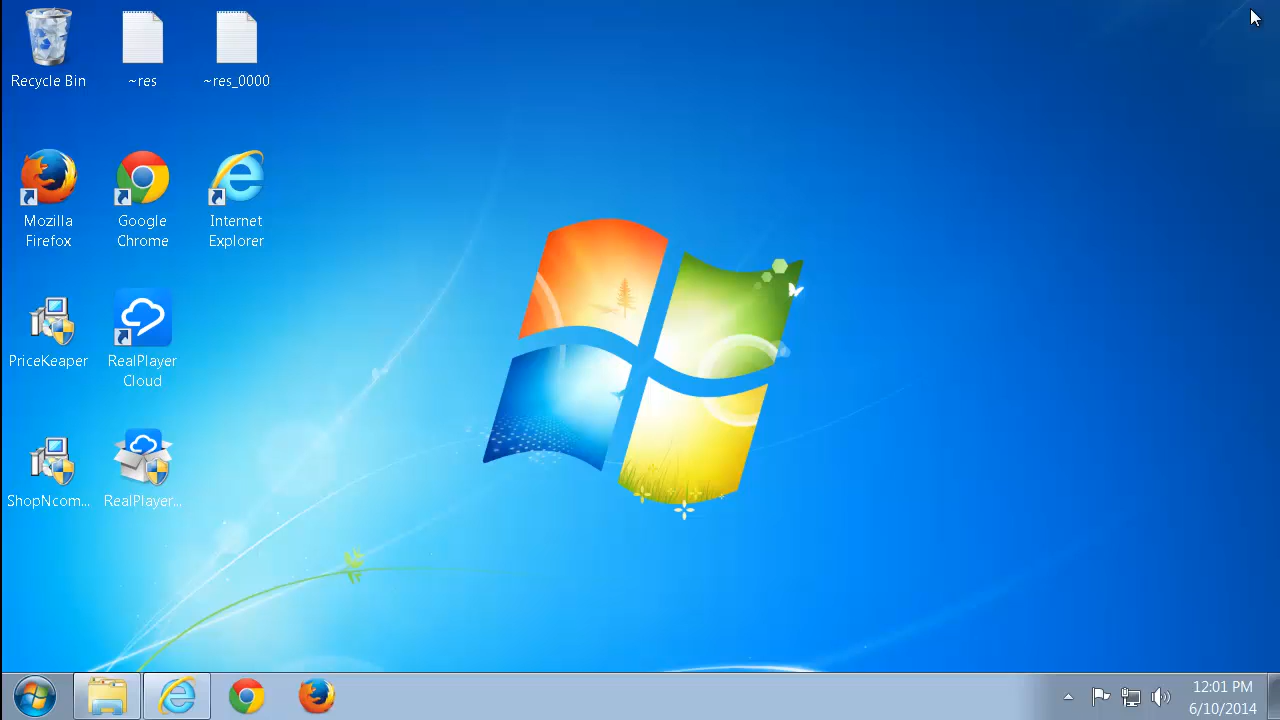 Recycle Bin
~res
~res_0000
Mozilla Firefox
Google Chrome
Internet Explorer
PriceKeaper
RealPlayer Cloud
ShopNcom...
RealPlayer...
12:01 PM
6/10/2014